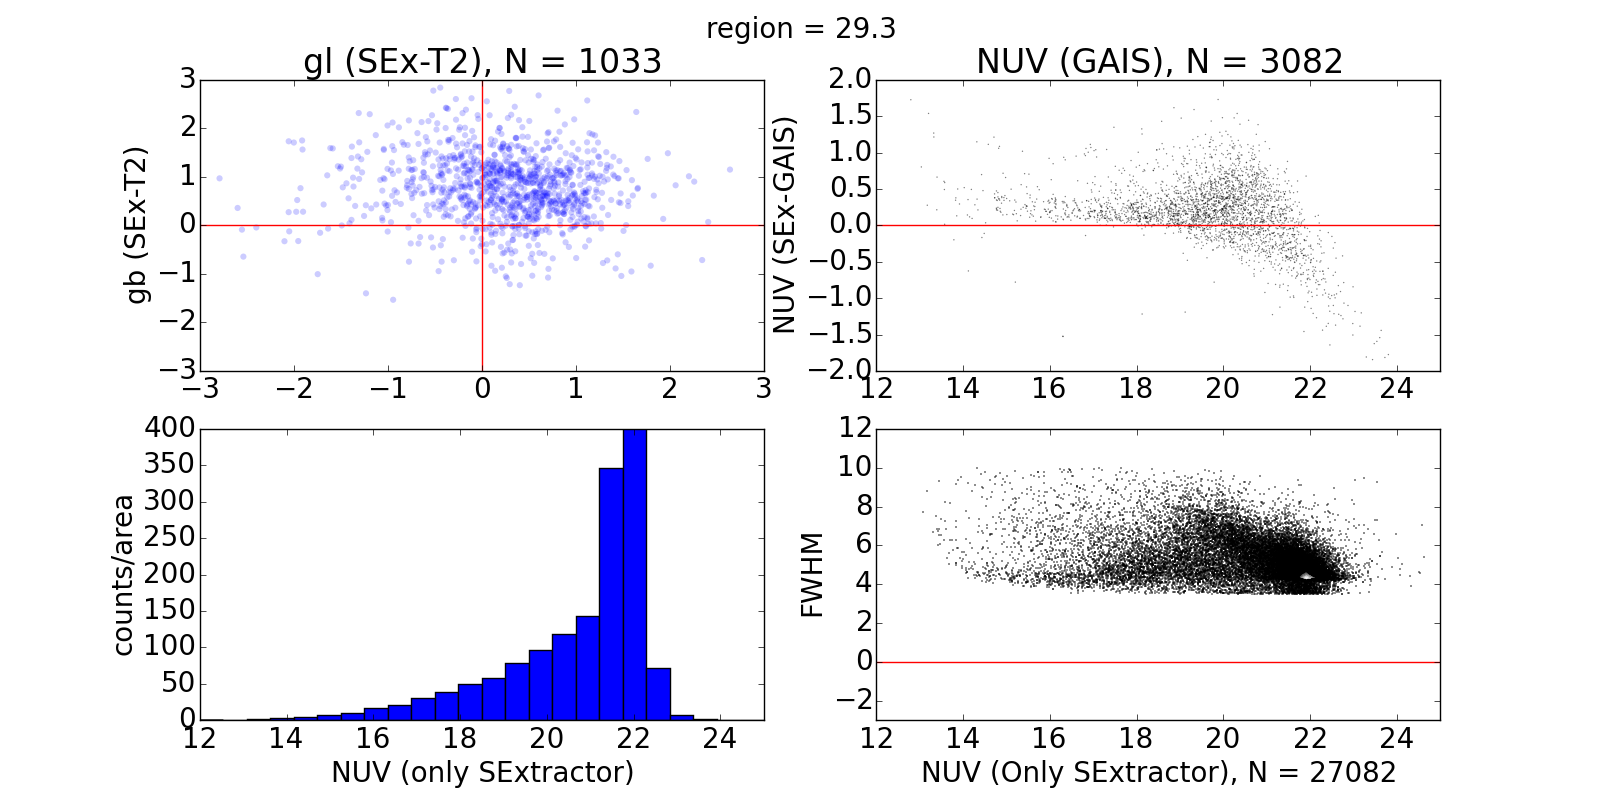 region = 29.3
gl (SEx-T2), N = 1033
NUV (GAIS), N = 3082
3
2
1
0
−1
−2
−3
gb (SEx-T2)
−3 −2 −1 0 1 2 3
2.0
1.5
1.0
0.5
0.0
−0.5
−1.0
−1.5
−2.0
NUV (SEx-GAIS)
12 14 16 18 20 22 24
400
350
300
250
200
150
100
50
0
counts/area
12 14 16 18 20 22 24
NUV (only SExtractor)
12
10
8
6
4
2
0
−2
FWHM
12 14 16 18 20 22 24
NUV (Only SExtractor), N = 27082